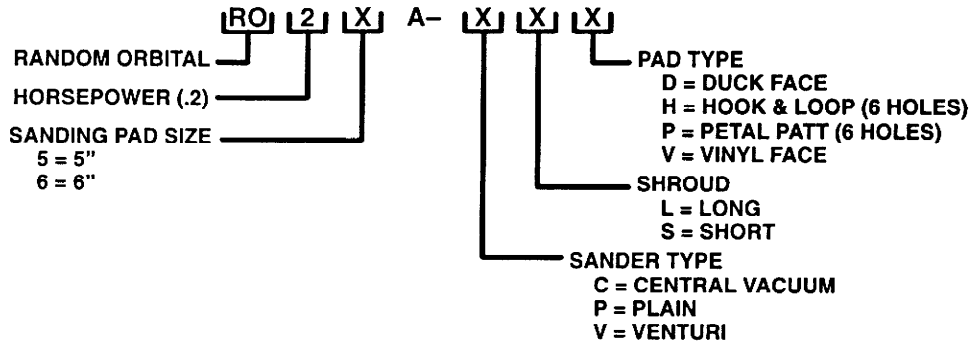 RO 2 X A– X X X
RANDOM ORBITAL
HORSEPOWER (.2)
SANDING PAD SIZE
5 = 5"
6 = 6"
PAD TYPE
D = DUCK FACE
H = HOOK & LOOP (6 HOLES)
P = PETAL PATT (6 HOLES)
V = VINYL FACE
SHROUD
L = LONG
S = SHORT
SANDER TYPE
C = CENTRAL VACUUM
P = PLAIN
V = VENTURI